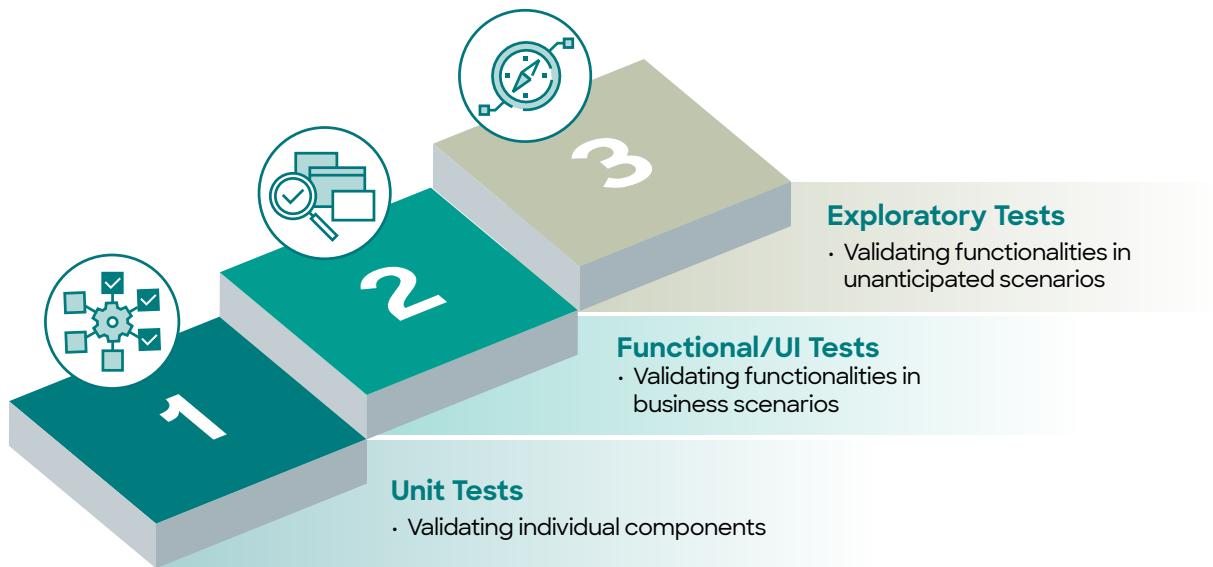 3
Exploratory Tests
· Validating functionalities in
unanticipated scenarios
2
Functional/UI Tests
· Validating functionalities in
business scenarios
1
Unit Tests
· Validating individual components